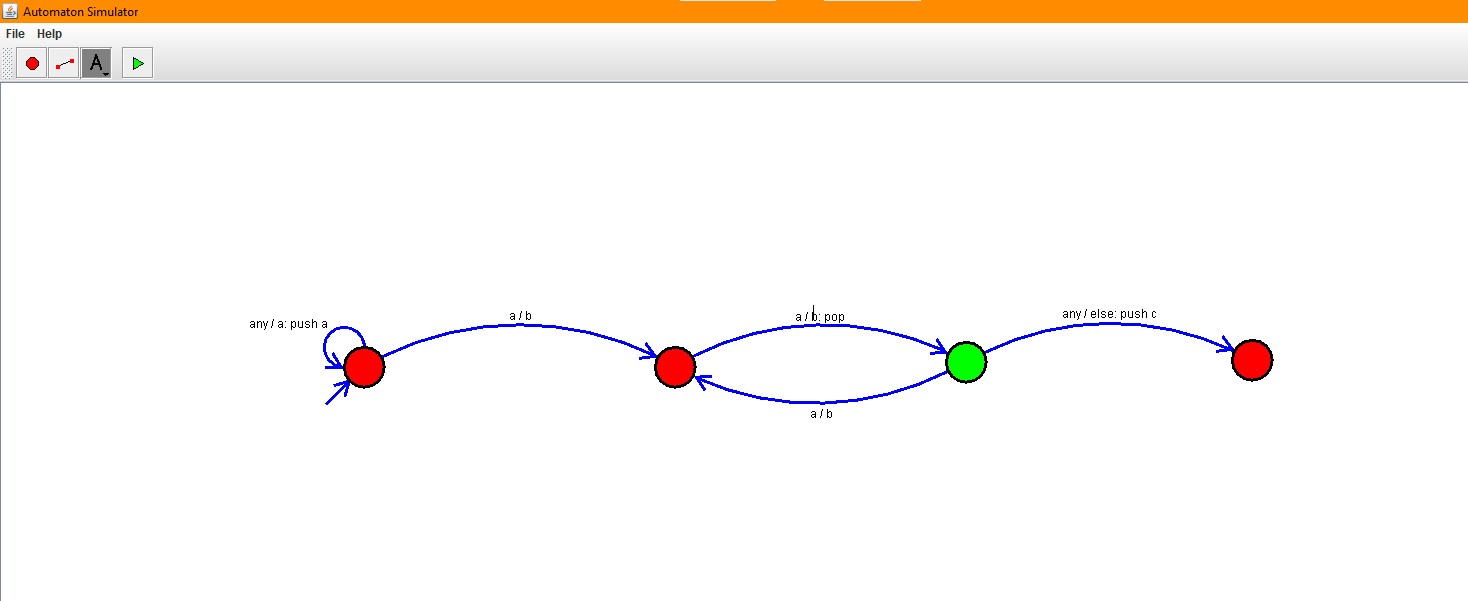 Automaton Simulator
File Help
A
any / a: push a
a / b
a / b: pop
any / else: push c
a / b